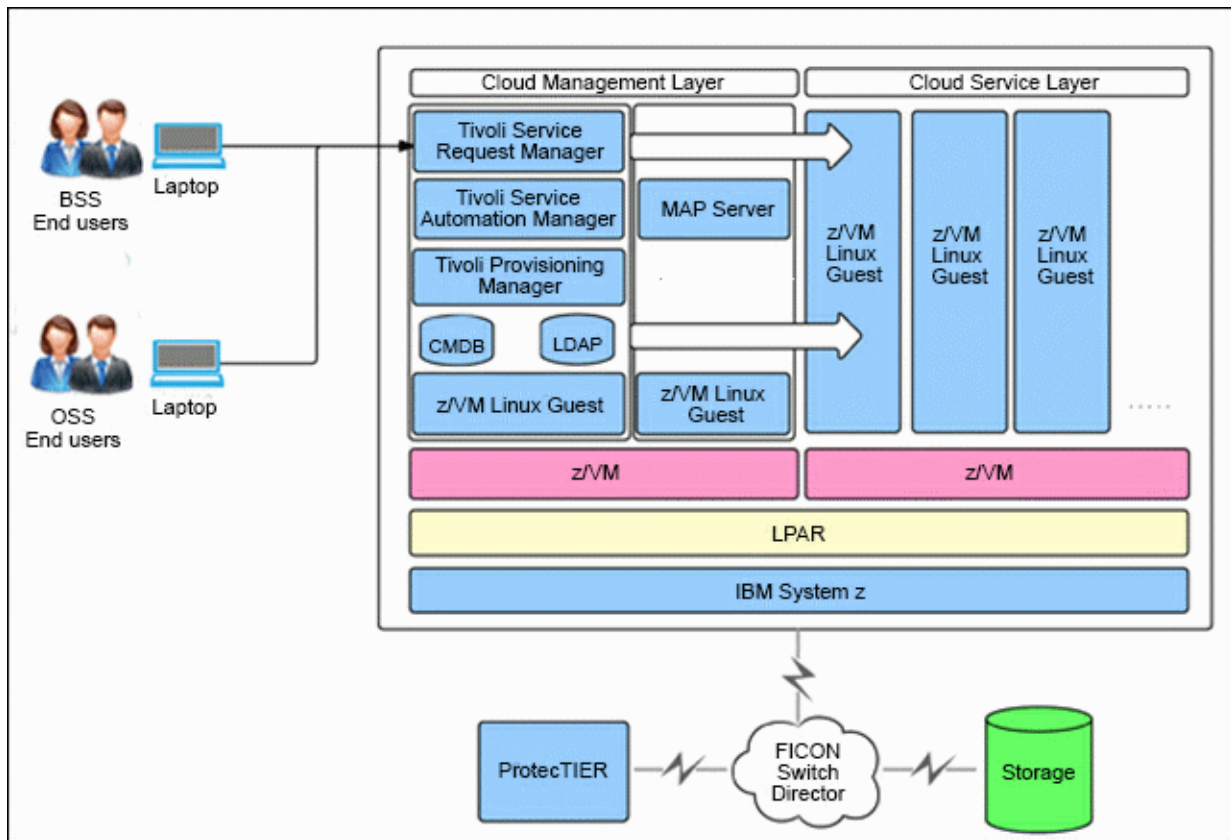 Cloud Management Layer
Cloud Service Layer
BSS
End users
Laptop
OSS
End users
Laptop
Tivoli Service
Request Manager
Tivoli Service
Automation Manager
Tivoli Provisioning
Manager
CMDB
LDAP
z/VM Linux Guest
MAP Server
z/VM Linux
Guest
z/VM
Linux
Guest
z/VM
Linux
Guest
z/VM
Linux
Guest
.....
z/VM
z/VM
LPAR
IBM System z
ProtecTIER
FICON
Switch
Director
Storage